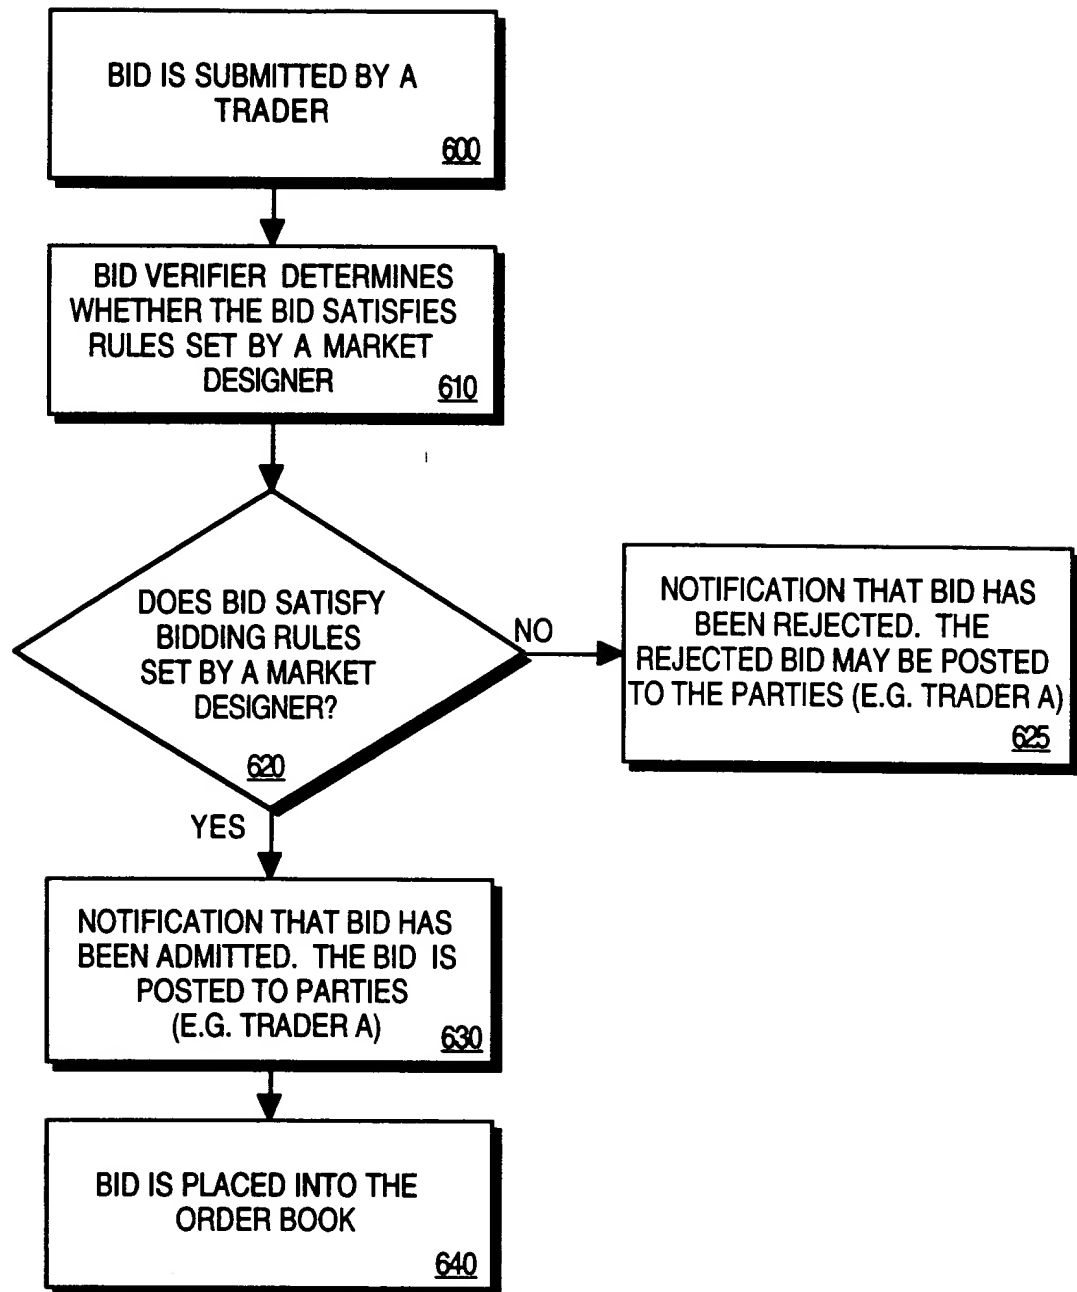 BID IS SUBMITTED BY A
TRADER
600
BID VERIFIER DETERMINES
WHETHER THE BID SATISFIES
RULES SET BY A MARKET
DESIGNER
610
DOES BID SATISFY
BIDDING RULES
SET BY A MARKET
DESIGNER?
620
NO
NOTIFICATION THAT BID HAS
BEEN REJECTED. THE
REJECTED BID MAY BE POSTED
TO THE PARTIES (E.G. TRADER A)
625
YES
NOTIFICATION THAT BID HAS
BEEN ADMITTED. THE BID IS
POSTED TO PARTIES
(E.G. TRADER A)
630
BID IS PLACED INTO THE
ORDER BOOK
640